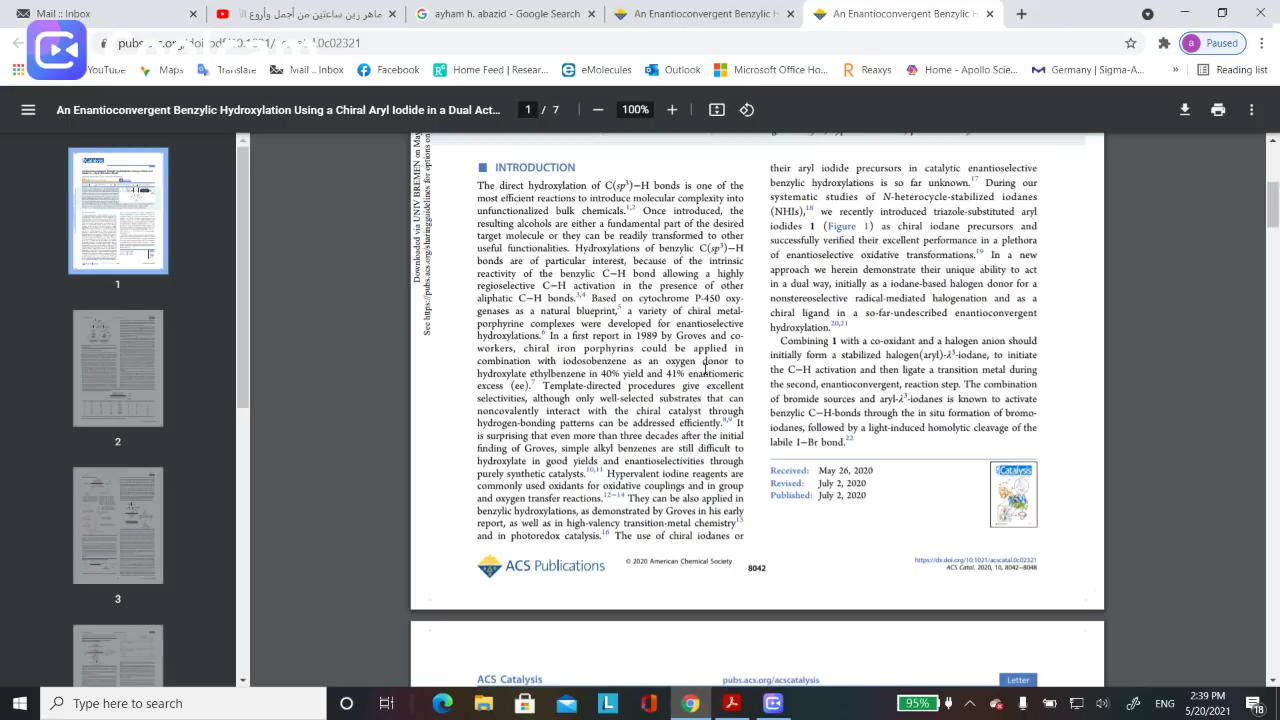 ayham - Google Search
An Enantioconvergent Benzylic
An Enantioconvergent Benzylic
02321
Paused
YouTube
Maps
Translate
Mail :: Inbox
Facebook
eMolecules
Outlook
Microsoft Office Ho...
Reaxys
Home - Apollo Scie...
Germany | Sigma-A...
»
Reading list
An Enantioconvergent Benzylic Hydroxylation Using a Chiral Aryl Iodide in a Dual Act...
1 / 7
100%
1
2
3
INTRODUCTION
The direct hydroxylation of C(sp³)−H bonds is one of the
most efficient reactions to introduce molecular complexity into
unfunctionalized bulk chemicals.1,2 Once introduced, the
resulting alcohols are either a fundamental part of the desired
target molecule or they can be readily transformed to other
useful functionalities. Hydroxylations of benzylic C(sp³)−H
bonds are of particular interest, because of the intrinsic
reactivity of the benzylic C−H bond allowing a highly
regioselective C−H activation in the presence of other
aliphatic C−H bonds.3,4 Based on cytochrome P-450 oxy-
genases as a natural blueprint,5 a variety of chiral metal-
porphyrine complexes were developed for enantioselective
hydroxylations.6 In a first report in 1989 by Groves and co-
workers, chiral iron porphyrins could be applied in
combination with iodosobenzene as an oxygen donor to
hydroxylate ethylbenzene in 40% yield and 41% enantiomeric
excess (ee).7 Template-directed procedures give excellent
selectivities, although only well-selected substrates that can
noncovalently interact with the chiral catalyst through
hydrogen-bonding patterns can be addressed efficiently.8,9 It
is surprising that even more than three decades after the initial
finding of Groves, simple alkyl benzenes are still difficult to
hydroxylate in good yields and enantioselectivities through
purely synthetic catalysts.10,11 Hypervalent iodine reagents are
commonly used oxidants for oxidative couplings and in group
and oxygen transfer reactions.12−14 They can be also applied in
benzylic hydroxylations, as demonstrated by Groves in his early
report, as well as in high-valency transition-metal chemistry15
and in photoredox catalysis.16 The use of chiral iodanes or
their aryl iodide precursors in catalytic enantioselective
benzylic hydroxylations is so far unknown.17 During our
systematic studies of N-heterocycle-stabilized iodanes
(NHIs),18 we recently introduced triazole-substituted aryl
iodides 1 (Figure 1) as chiral iodane precursors and
successfully verified their excellent performance in a plethora
of enantioselective oxidative transformations.19 In a new
approach we herein demonstrate their unique ability to act
in a dual way, initially as a iodane-based halogen donor for a
nonstereoselective radical-mediated halogenation and as a
chiral ligand in a so-far-undescribed enantioconvergent
hydroxylation.20,21
Combining 1 with a co-oxidant and a halogen anion should
initially form a stabilized halogen(aryl)-λ³-iodane, to initiate
the C−H activation and then ligate a transition metal during
the second, enantioconvergent, reaction step. The combination
of bromide sources and aryl-λ³-iodanes is known to activate
benzylic C−H-bonds through the in situ formation of bromo-
iodanes, followed by a light-induced homolytic cleavage of the
labile I−Br bond.22
Received: May 26, 2020
Revised: July 2, 2020
Published: July 2, 2020
ACS Publications
© 2020 American Chemical Society
8042
https://dx.doi.org/10.1021/acscatal.0c02321
ACS Catal. 2020, 10, 8042−8048
ACS Catalysis
pubs.acs.org/acscatalysis
Letter
Type here to search
95%
2:39 PM
5/20/2021
18